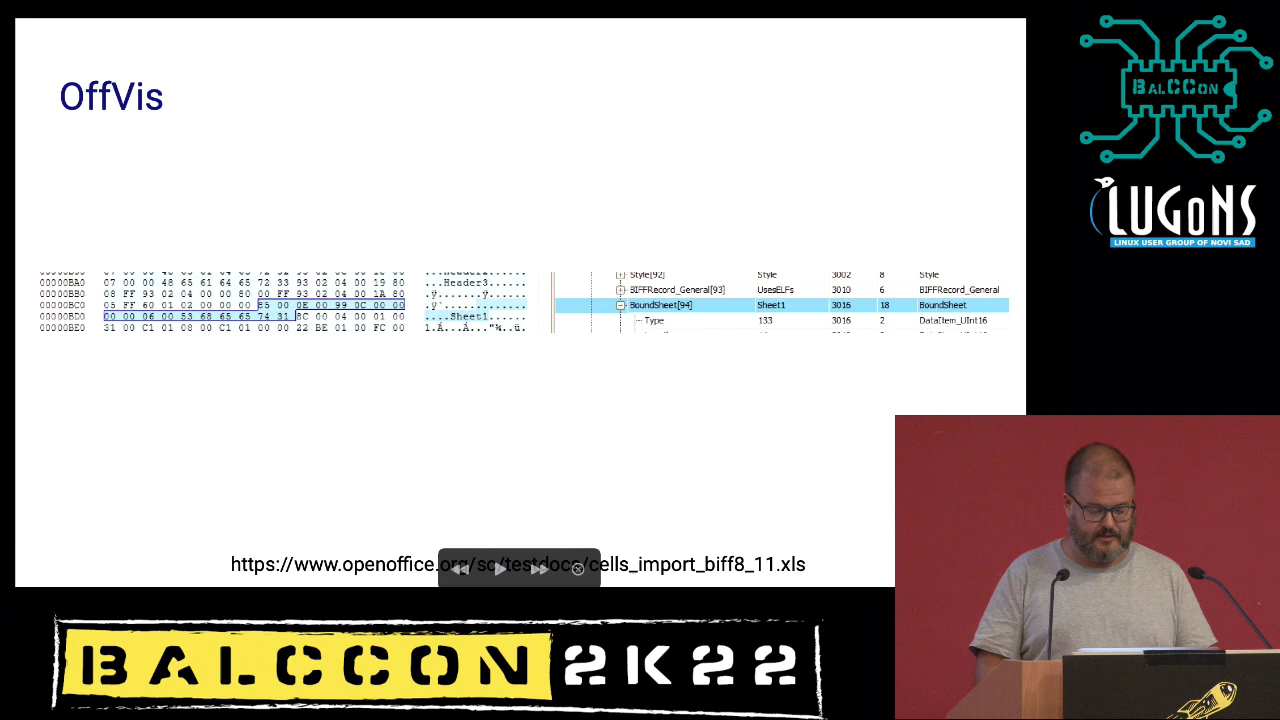 OffVis
00000BA0 07 00 00 48 65 61 64 65 72 33 93 02 04 00 19 80 ...Header3......
00000BB0 08 FF 93 02 04 00 00 80 00 FF 93 02 04 00 1A 80 .ÿ.......ÿ......
00000BC0 05 FF 60 01 02 00 00 00 85 00 0E 00 99 0C 00 00 .ÿ`.............
00000BD0 00 00 06 00 53 68 65 65 74 31 8C 00 04 00 01 00 ....Sheet1......
00000BE0 31 00 C1 01 08 00 C1 01 00 00 22 BE 01 00 FC 00 1.Á...Á..."¾..ü.
Style[92] Style 3002 8 Style
BIFFRecord_General[93] UsesELFs 3010 6 BIFFRecord_General
BoundSheet[94] Sheet1 3016 18 BoundSheet
Type 133 3016 2 DataItem_UInt16
https://www.openoffice.org/sc/testdocs/cells_import_biff8_11.xls
BALCCON
LUGoNS
LINUX USER GROUP OF NOVI SAD
BALCCON 2K22